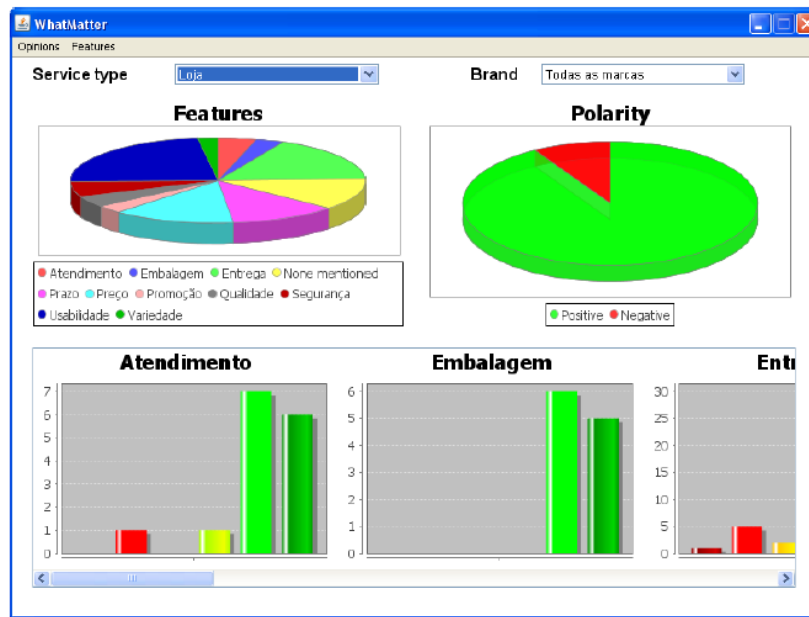 WhatMatter
Opinions Features
Service type Loja Brand Todas as marcas
Features
Atendimento Embalagem Entrega None mentioned
Prazo Preço Promoção Qualidade Segurança
Usabilidade Variedade
Polarity
Positive Negative
Atendimento
7
6
5
4
3
2
1
0
Embalagem
6
5
4
3
2
1
0
Entr
30
25
20
15
10
5
0